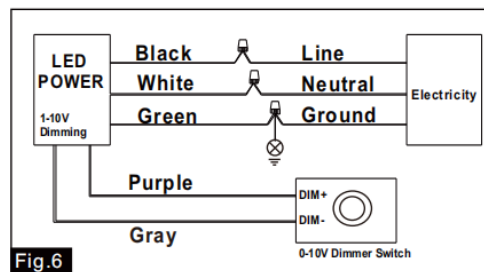 LED
POWER
1-10V
Dimming
Black
Line
White
Neutral
Green
Ground
Electricity
Purple
Gray
DIM+
DIM-
0-10V Dimmer Switch
Fig.6